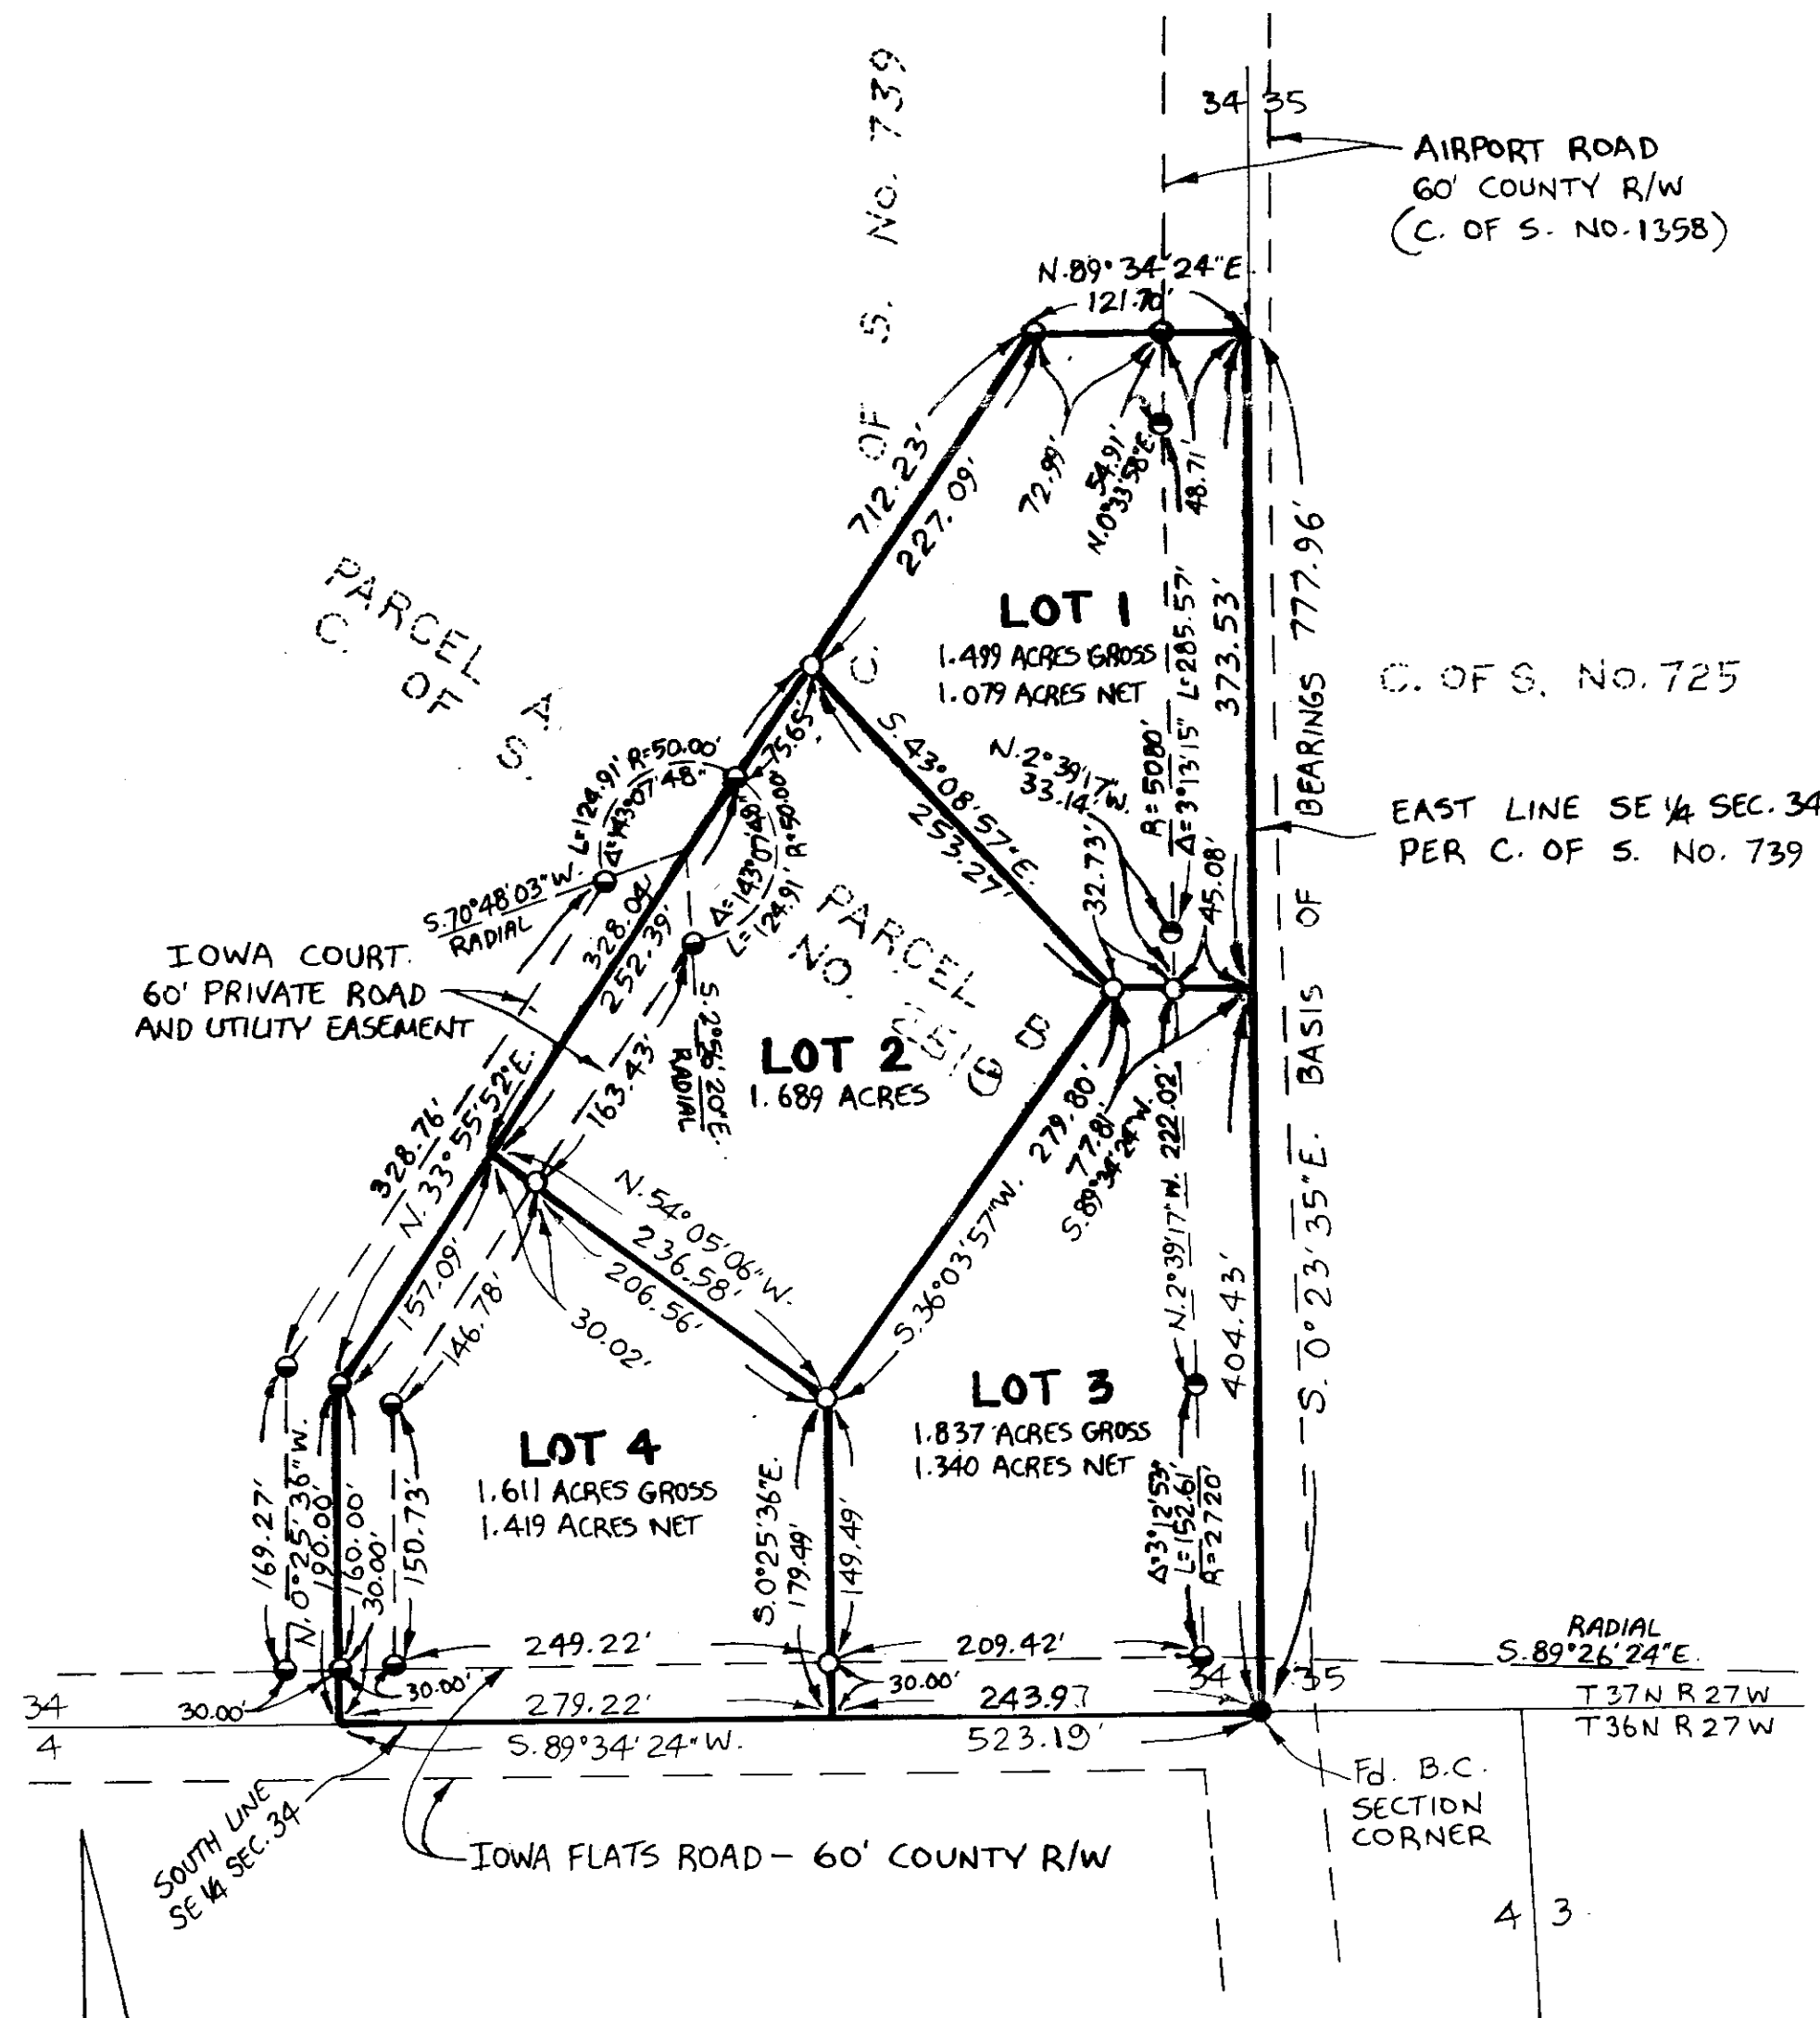 34 35
AIRPORT ROAD
60' COUNTY R/W
(C. OF S. NO. 1358)
OF S. No. 739
N.89°34'24"E.
121.70'
712.23'
227.09'
72.99'
54.91'
N.0°33'58"E.
48.71'
373.53'
777.96'
PARCEL A
C. OF S.
C.
LOT 1
1.499 ACRES GROSS
1.079 ACRES NET
L=285.57'
Δ=3°13'15"
R=5080'
C. OF S. No. 725
EAST LINE SE ¼ SEC. 34
PER C. OF S. NO. 739
BASIS OF BEARINGS
S. 0°23'35"E.
R=50.00'
L=124.91'
Δ=143°07'48"
75.65'
S.43°08'57"E.
253.27'
N.2°39'17"W.
33.14'
32.73'
45.08'
S.70°48'03"W.
RADIAL
328.04'
252.39'
R=50.00'
L=124.91'
PARCEL B
NO.
IOWA COURT
60' PRIVATE ROAD
AND UTILITY EASEMENT
163.43'
RADIAL
LOT 2
1.689 ACRES
279.80'
S.36°03'57"W.
77.81'
S.89°34'24"W.
222.02'
N.2°39'17"W.
404.43'
328.76'
N.33°55'52"E.
157.09'
146.78'
N.54°05'06"W.
236.58'
206.56'
30.02'
LOT 3
1.837 ACRES GROSS
1.340 ACRES NET
LOT 4
1.611 ACRES GROSS
1.419 ACRES NET
169.27'
N.0°25'36"W.
190.00'
160.00'
30.00'
150.73'
S.0°25'36"E.
179.49'
149.49'
Δ=3°12'53"
L=152.61'
R=2720'
249.22'
209.42'
30.00'
30.00'
30.00'
279.22'
243.97
S.89°34'24"W.
523.19'
34 35
RADIAL
S.89°26'24"E.
T37N R27W
T36N R27W
34
4
SOUTH LINE
SE ¼ SEC. 34
IOWA FLATS ROAD - 60' COUNTY R/W
Fd. B.C.
SECTION
CORNER
4 3